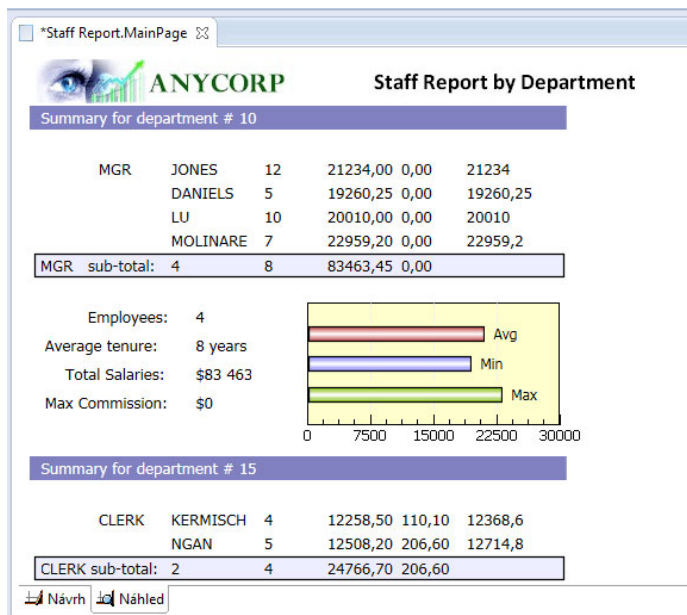 *Staff Report.MainPage
ANYCORP Staff Report by Department
Summary for department # 10
MGR JONES 12 21234,00 0,00 21234
DANIELS 5 19260,25 0,00 19260,25
LU 10 20010,00 0,00 20010
MOLINARE 7 22959,20 0,00 22959,2
MGR sub-total: 4 8 83463,45 0,00
Employees: 4
Average tenure: 8 years
Total Salaries: $83 463
Max Commission: $0
Avg
Min
Max
0 7500 15000 22500 30000
Summary for department # 15
CLERK KERMISCH 4 12258,50 110,10 12368,6
NGAN 5 12508,20 206,60 12714,8
CLERK sub-total: 2 4 24766,70 206,60
Návrh Náhled